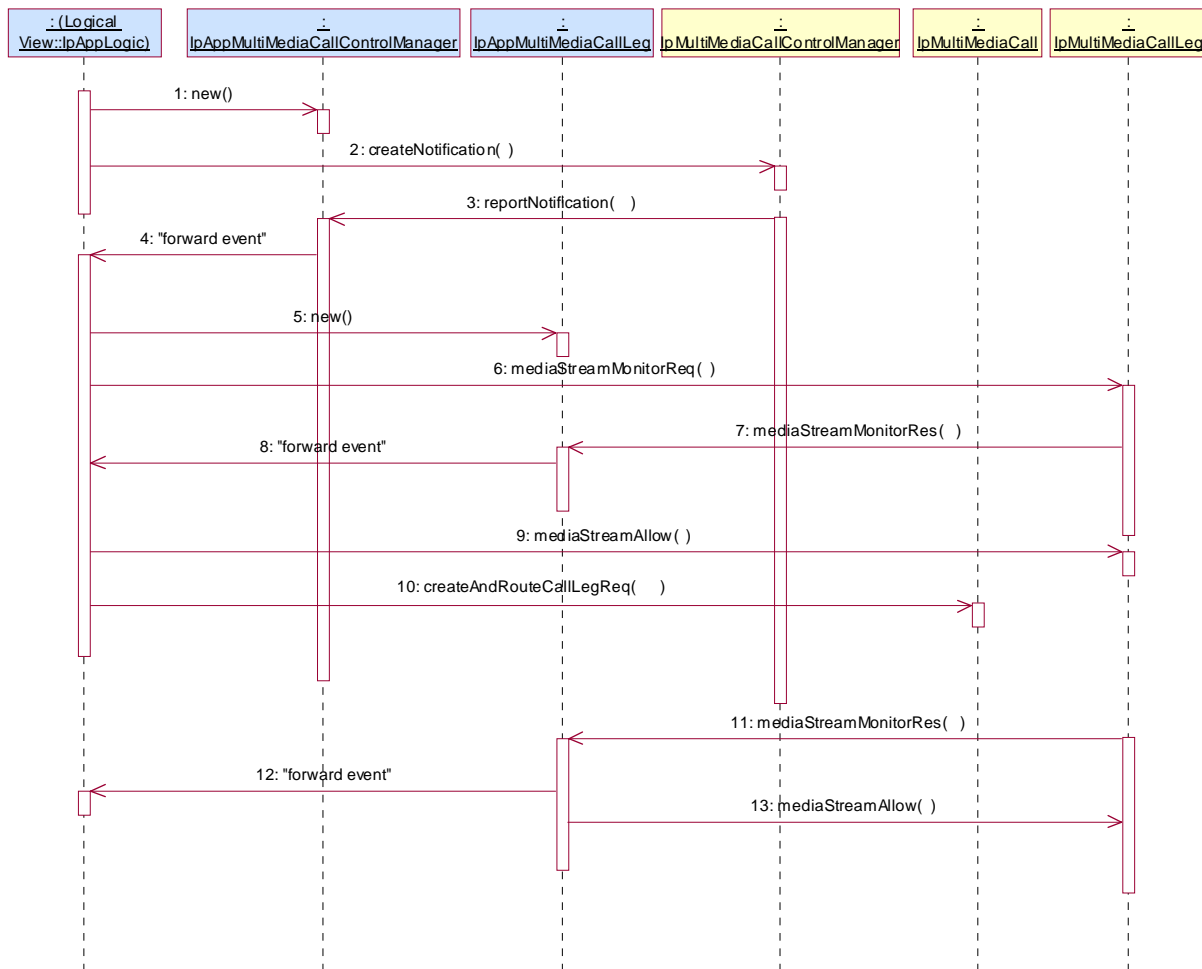 : (Logical
View::IpAppLogic)
:
IpAppMultiMediaCallControlManager
:
IpAppMultiMediaCallLeg
:
IpMultiMediaCallControlManager
:
IpMultiMediaCall
:
IpMultiMediaCallLeg
1: new()
2: createNotification( )
3: reportNotification( )
4: "forward event"
5: new()
6: mediaStreamMonitorReq( )
7: mediaStreamMonitorRes( )
8: "forward event"
9: mediaStreamAllow( )
10: createAndRouteCallLegReq( )
11: mediaStreamMonitorRes( )
12: "forward event"
13: mediaStreamAllow( )